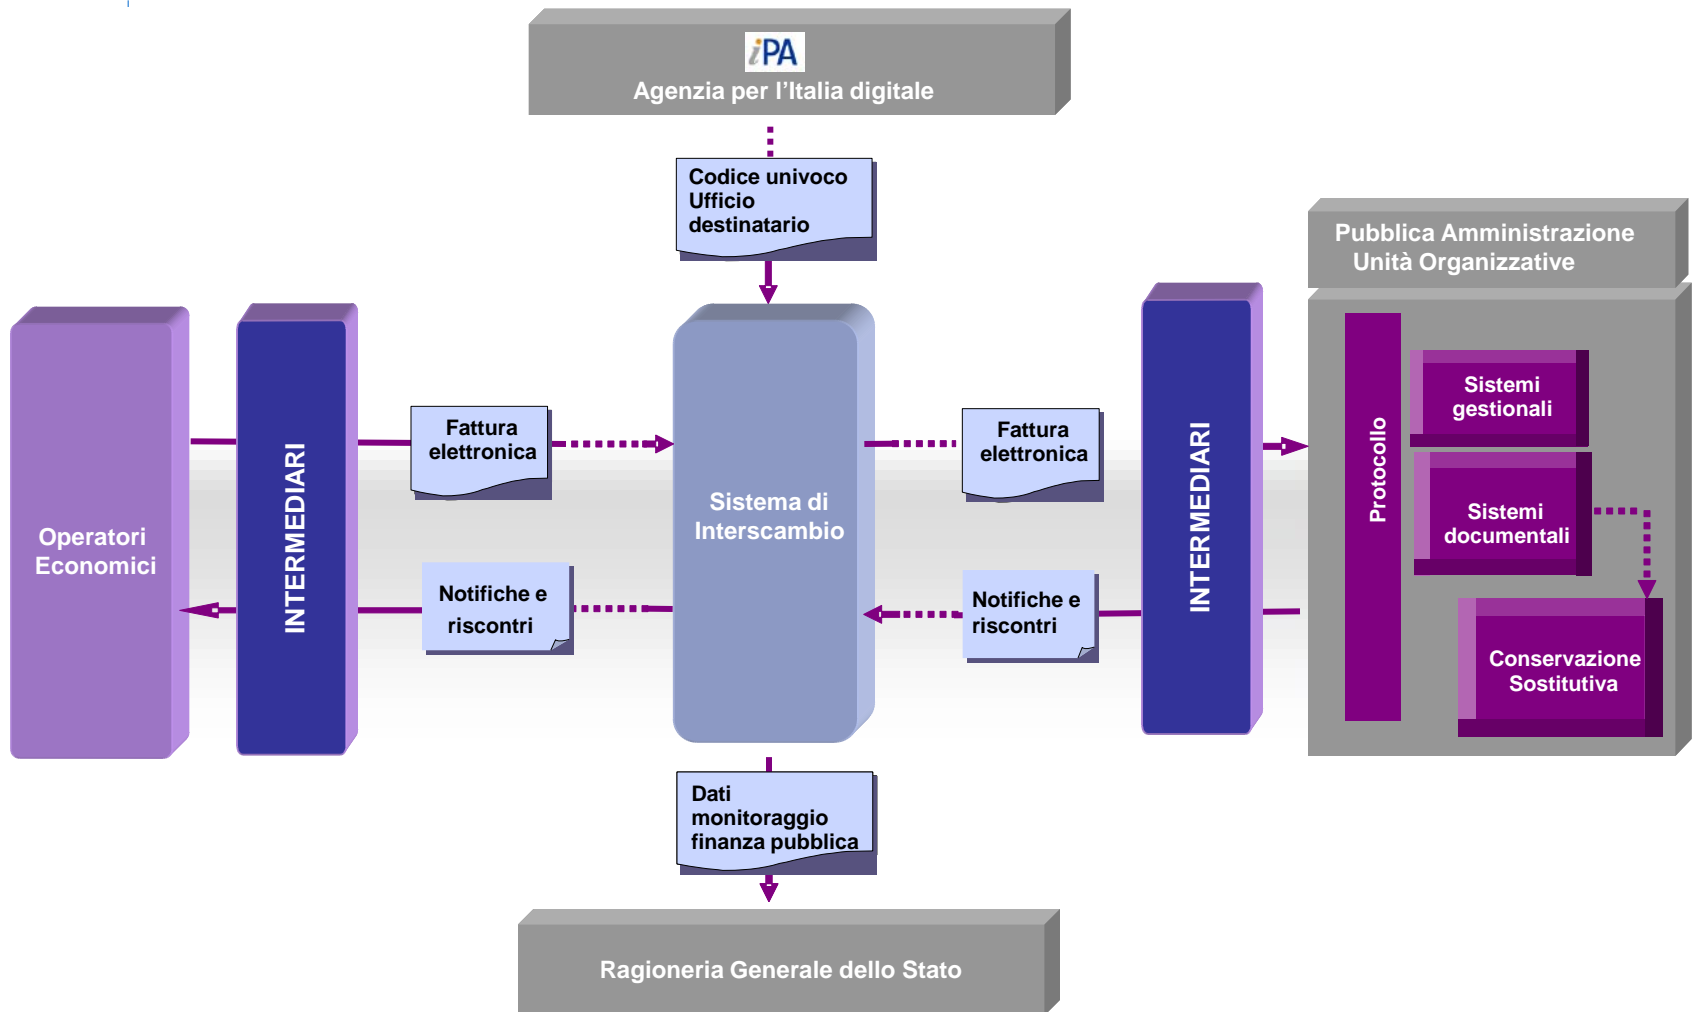 iPA
Agenzia per l'Italia digitale
Codice univoco
Ufficio
destinatario
Pubblica Amministrazione
Unità Organizzative
Operatori
Economici
INTERMEDIARI
Fattura
elettronica
Notifiche e
riscontri
Sistema di
Interscambio
Fattura
elettronica
Notifiche e
riscontri
INTERMEDIARI
Protocollo
Sistemi
gestionali
Sistemi
documentali
Conservazione
Sostitutiva
Dati
monitoraggio
finanza pubblica
Ragioneria Generale dello Stato